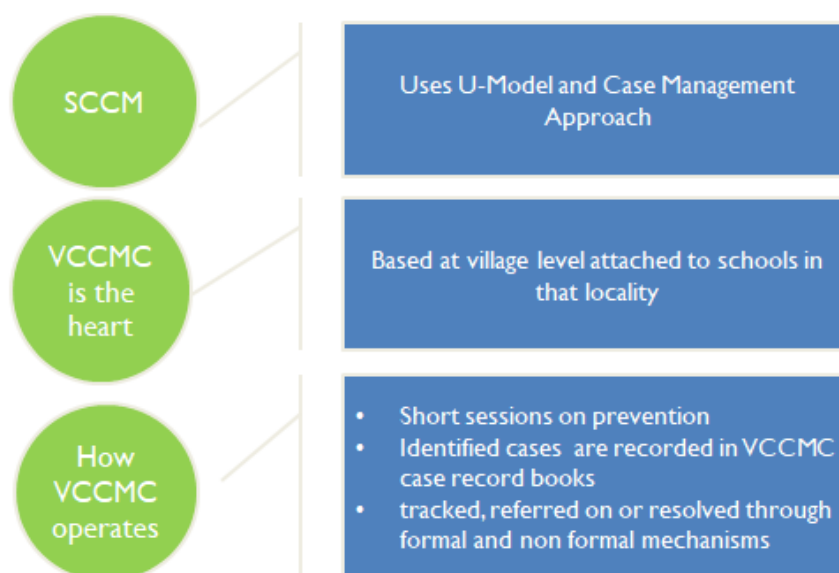 SCCM
Uses U-Model and Case Management
Approach
VCCMC
is the
heart
Based at village level attached to schools in
that locality
How
VCCMC
operates
• Short sessions on prevention
• Identified cases are recorded in VCCMC
case record books
• tracked, referred on or resolved through
formal and non formal mechanisms